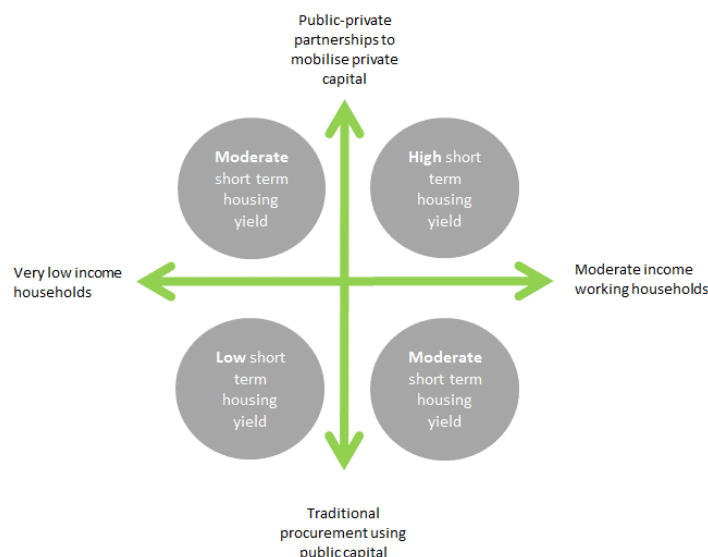 Public-private
partnerships to
mobilise private
capital
Moderate
short term
housing
yield
High short
term
housing
yield
Very low income
households
Moderate income
working households
Low short
term
housing
yield
Moderate
short term
housing
yield
Traditional
procurement using
public capital